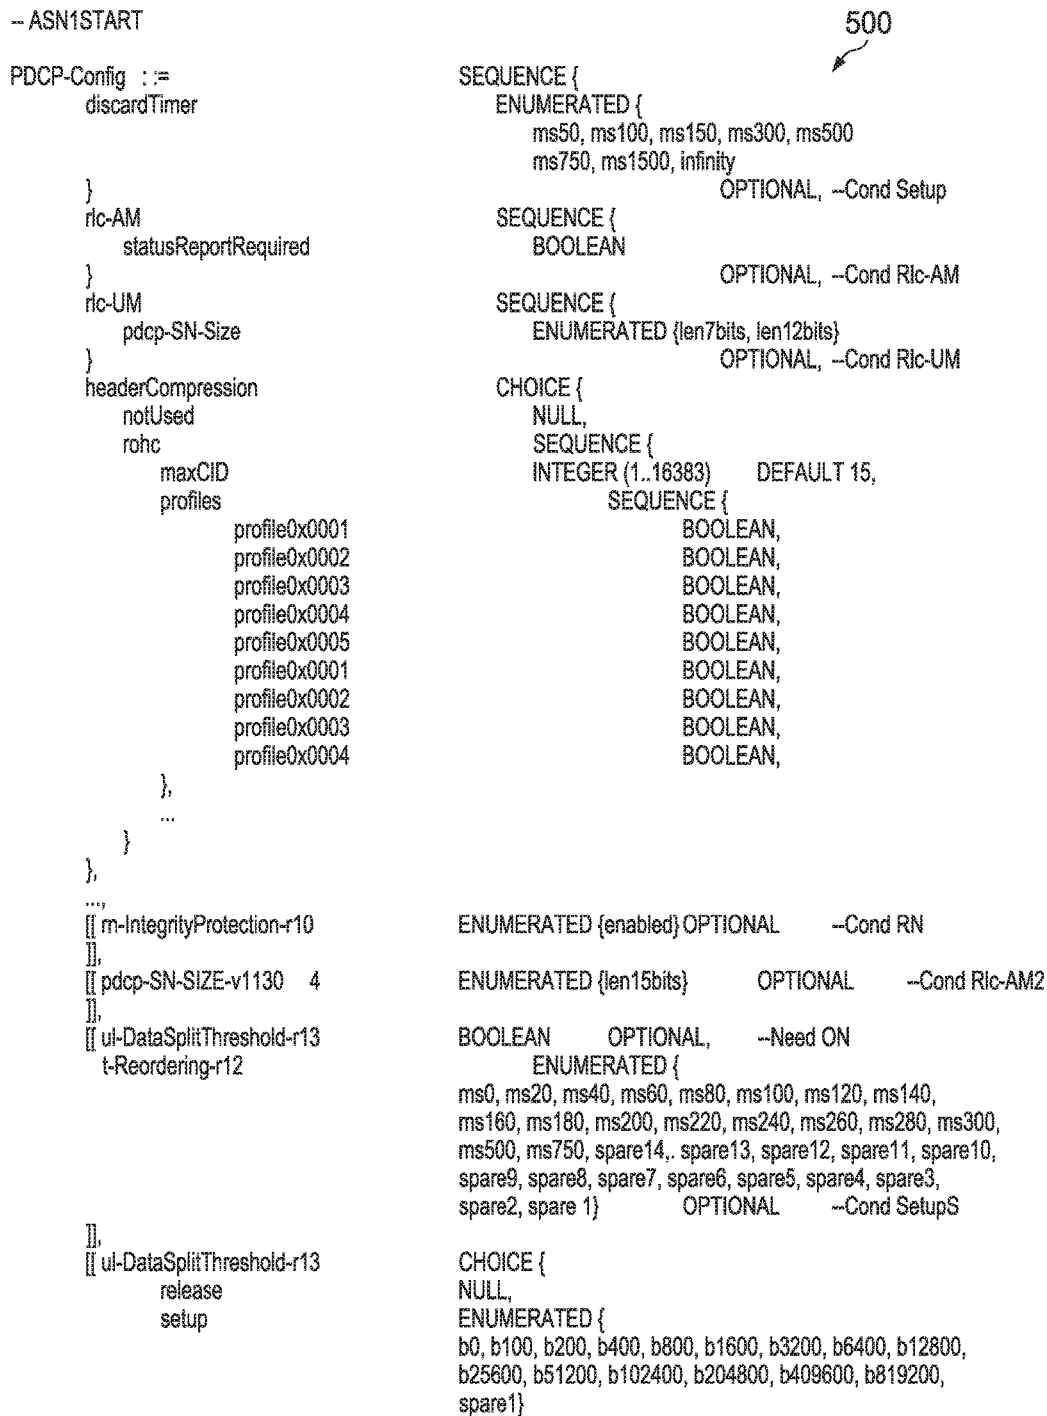 -- ASN1START
500
PDCP-Config : := SEQUENCE {
discardTimer ENUMERATED {
ms50, ms100, ms150, ms300, ms500
ms750, ms1500, infinity
} OPTIONAL, --Cond Setup
rlc-AM SEQUENCE {
statusReportRequired BOOLEAN
} OPTIONAL, --Cond Rlc-AM
rlc-UM SEQUENCE {
pdcp-SN-Size ENUMERATED {len7bits, len12bits}
} OPTIONAL, --Cond Rlc-UM
headerCompression CHOICE {
notUsed NULL,
rohc SEQUENCE {
maxCID INTEGER (1..16383) DEFAULT 15,
profiles SEQUENCE {
profile0x0001 BOOLEAN,
profile0x0002 BOOLEAN,
profile0x0003 BOOLEAN,
profile0x0004 BOOLEAN,
profile0x0005 BOOLEAN,
profile0x0001 BOOLEAN,
profile0x0002 BOOLEAN,
profile0x0003 BOOLEAN,
profile0x0004 BOOLEAN,
},
...
}
},
...,
[[ rn-IntegrityProtection-r10 ENUMERATED {enabled} OPTIONAL --Cond RN
]],
[[ pdcp-SN-SIZE-v1130 4 ENUMERATED {len15bits} OPTIONAL --Cond Rlc-AM2
]],
[[ ul-DataSplitThreshold-r13 BOOLEAN OPTIONAL, --Need ON
t-Reordering-r12 ENUMERATED {
ms0, ms20, ms40, ms60, ms80, ms100, ms120, ms140,
ms160, ms180, ms200, ms220, ms240, ms260, ms280, ms300,
ms500, ms750, spare14,. spare13, spare12, spare11, spare10,
spare9, spare8, spare7, spare6, spare5, spare4, spare3,
spare2, spare 1} OPTIONAL --Cond SetupS
]],
[[ ul-DataSplitThreshold-r13 CHOICE {
release NULL,
setup ENUMERATED {
b0, b100, b200, b400, b800, b1600, b3200, b6400, b12800,
b25600, b51200, b102400, b204800, b409600, b819200,
spare1}